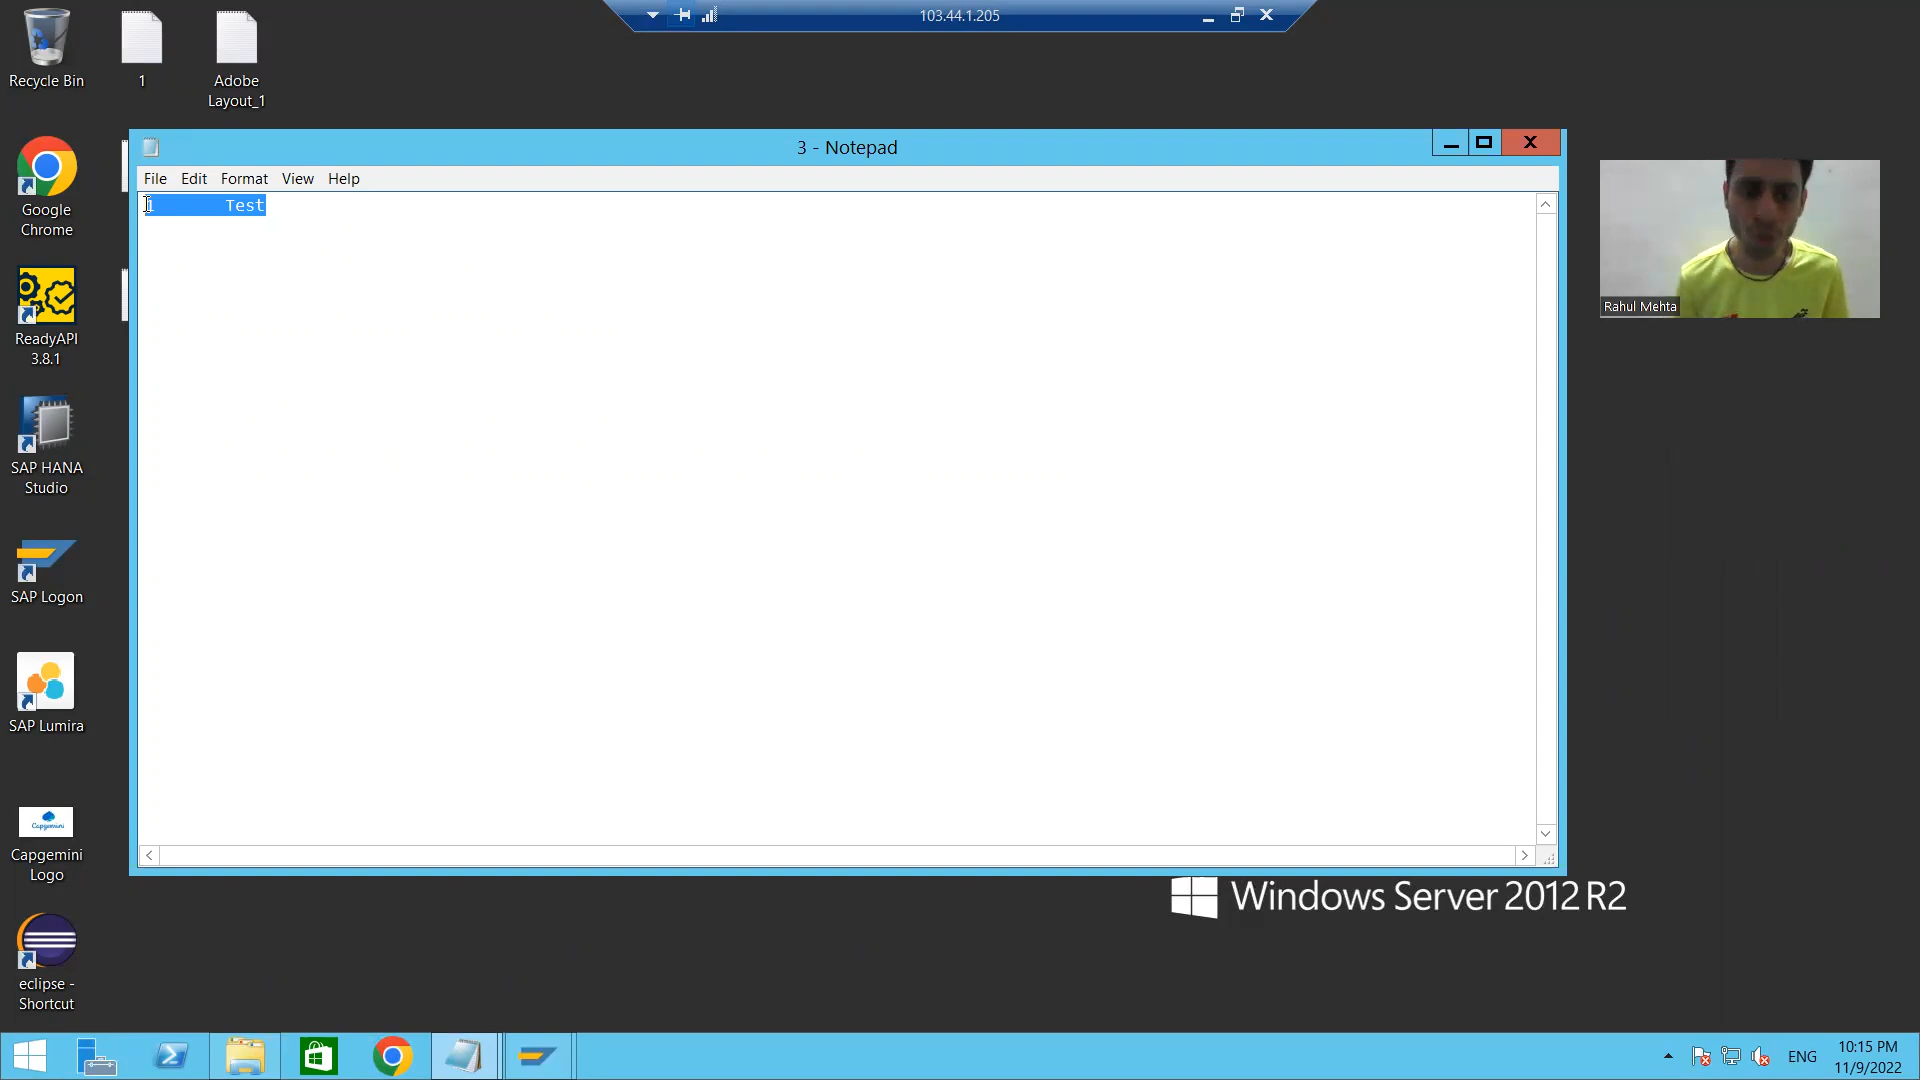 103.44.1.205
Recycle Bin
1
Adobe
Layout_1
3 - Notepad
File Edit Format View Help
1 Test
Google
Chrome
ReadyAPI
3.8.1
SAP HANA
Studio
SAP Logon
SAP Lumira
Capgemini
Capgemini
Logo
eclipse -
Shortcut
Rahul Mehta
Windows Server 2012 R2
ENG
10:15 PM
11/9/2022